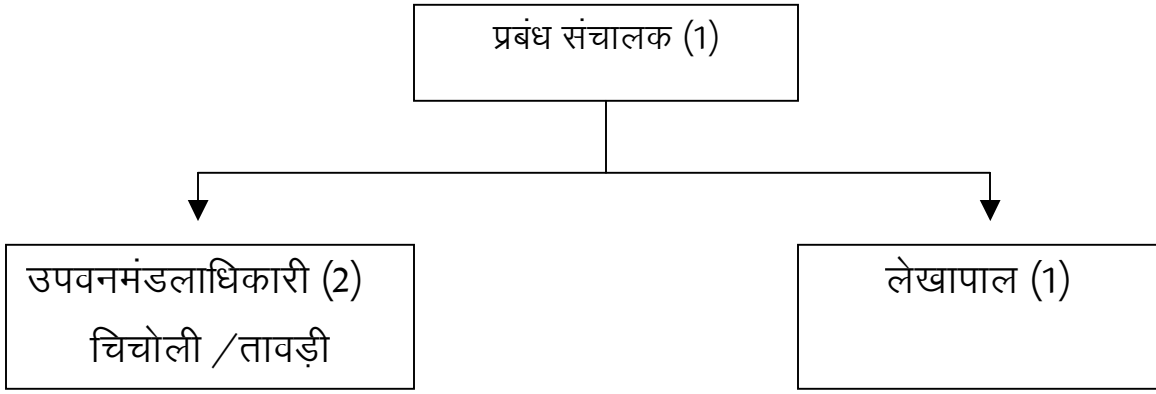 प्रबंध संचालक (1)
उपवनमंडलाधिकारी (2)
चिचोली /तावड़ी
लेखापाल (1)